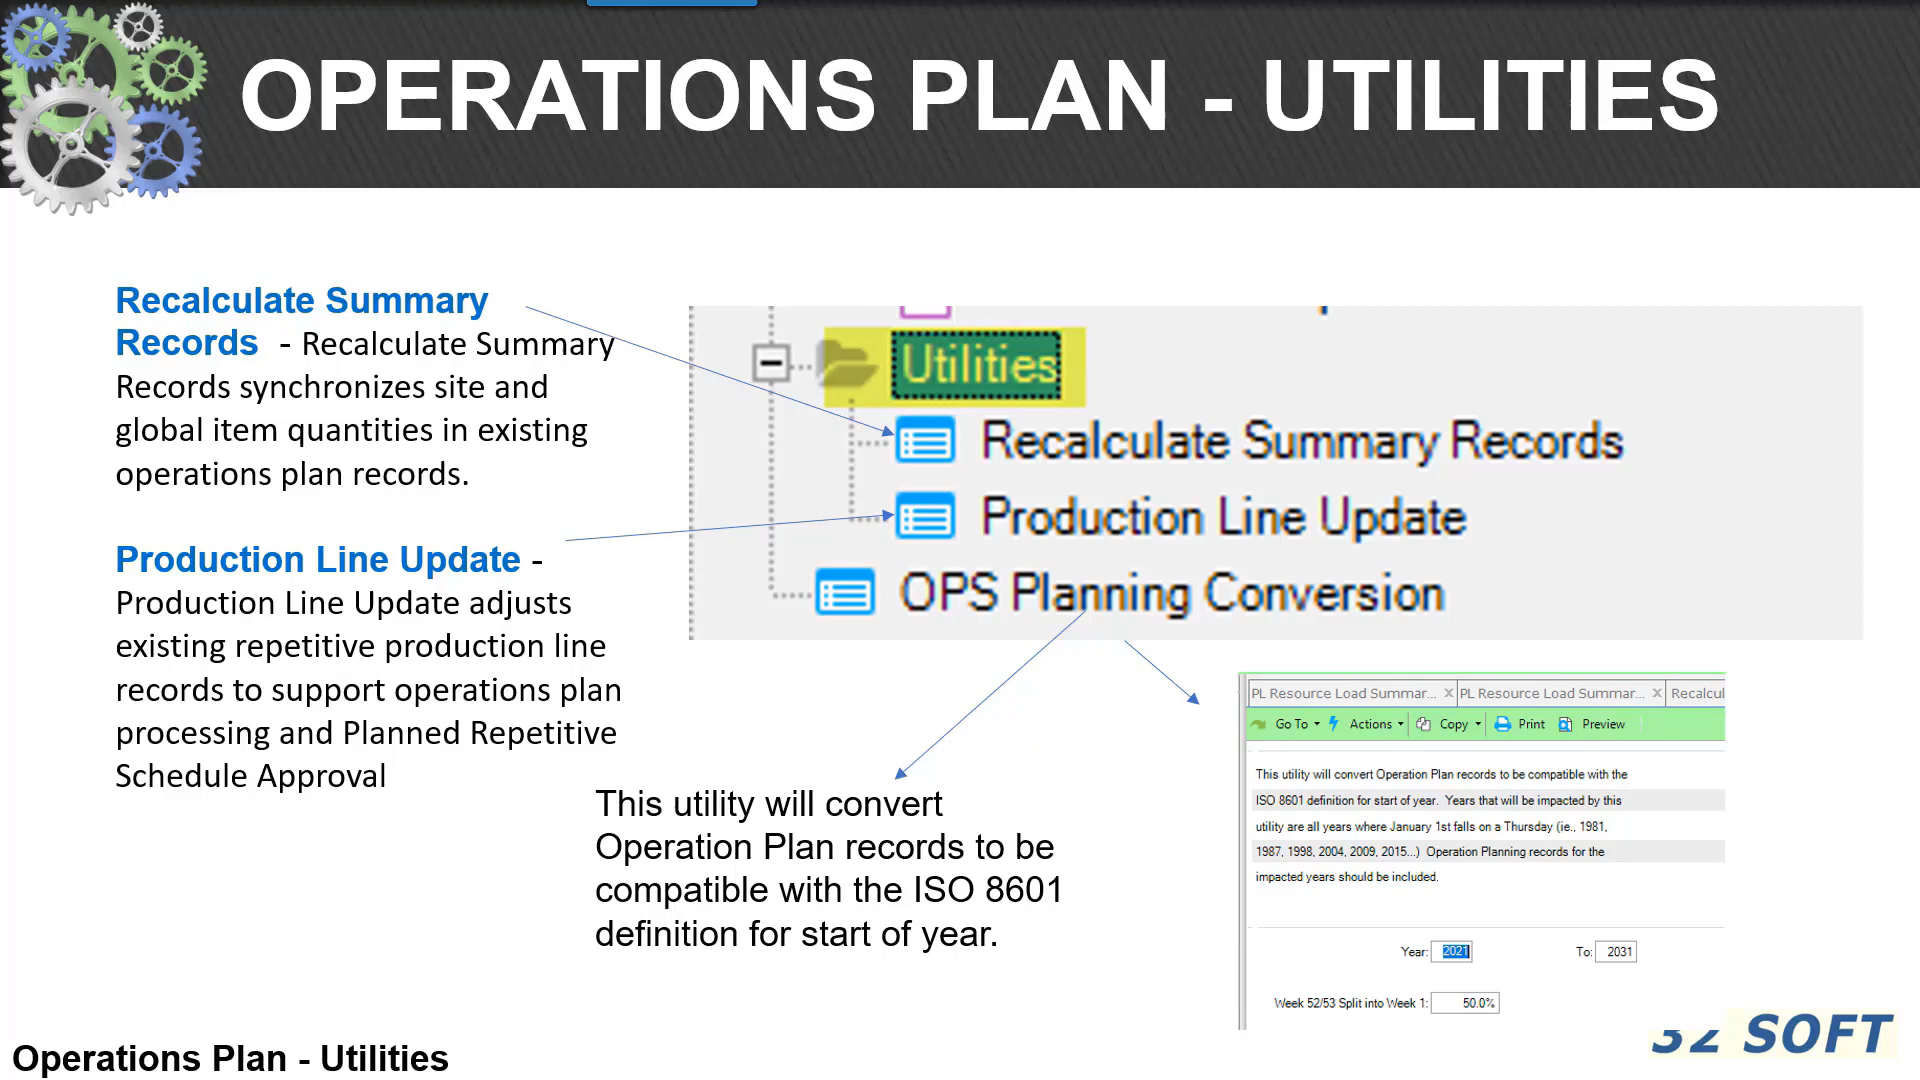 OPERATIONS PLAN - UTILITIES
Recalculate Summary
Records - Recalculate Summary
Records synchronizes site and
global item quantities in existing
operations plan records.
Production Line Update -
Production Line Update adjusts
existing repetitive production line
records to support operations plan
processing and Planned Repetitive
Schedule Approval
Utilities
Recalculate Summary Records
Production Line Update
OPS Planning Conversion
This utility will convert
Operation Plan records to be
compatible with the ISO 8601
definition for start of year.
PL Resource Load Summar... x PL Resource Load Summar... x Recalcul
Go To Actions Copy Print Preview
This utility will convert Operation Plan records to be compatible with the
ISO 8601 definition for start of year. Years that will be impacted by this
utility are all years where January 1st falls on a Thursday (ie., 1981,
1987, 1998, 2004, 2009, 2015...) Operation Planning records for the
impacted years should be included.
Year: 2021 To: 2031
Week 52/53 Split into Week 1: 50.0%
SOFT
Operations Plan - Utilities